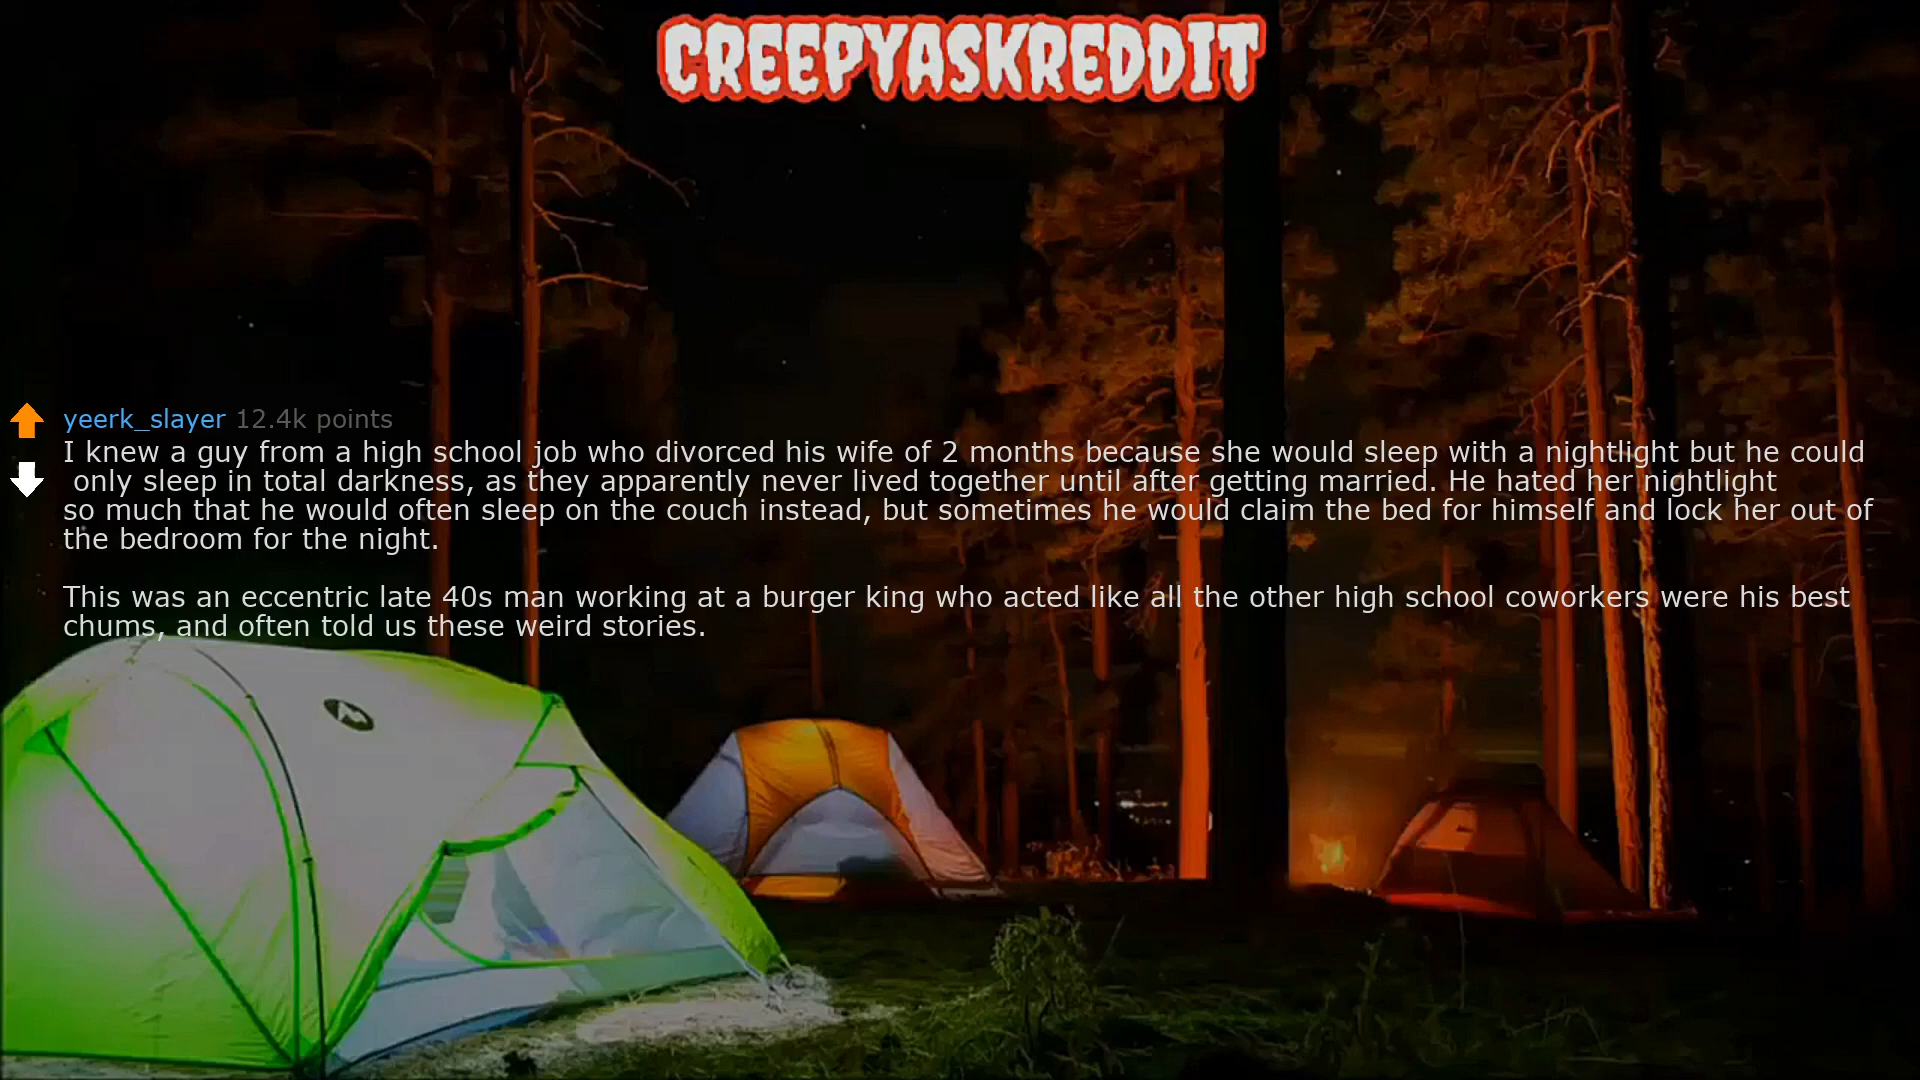 CREEPYASKREDDIT
yeerk_slayer 12.4k points
I knew a guy from a high school job who divorced his wife of 2 months because she would sleep with a nightlight but he could
only sleep in total darkness, as they apparently never lived together until after getting married. He hated her nightlight
so much that he would often sleep on the couch instead, but sometimes he would claim the bed for himself and lock her out of
the bedroom for the night.
This was an eccentric late 40s man working at a burger king who acted like all the other high school coworkers were his best
chums, and often told us these weird stories.